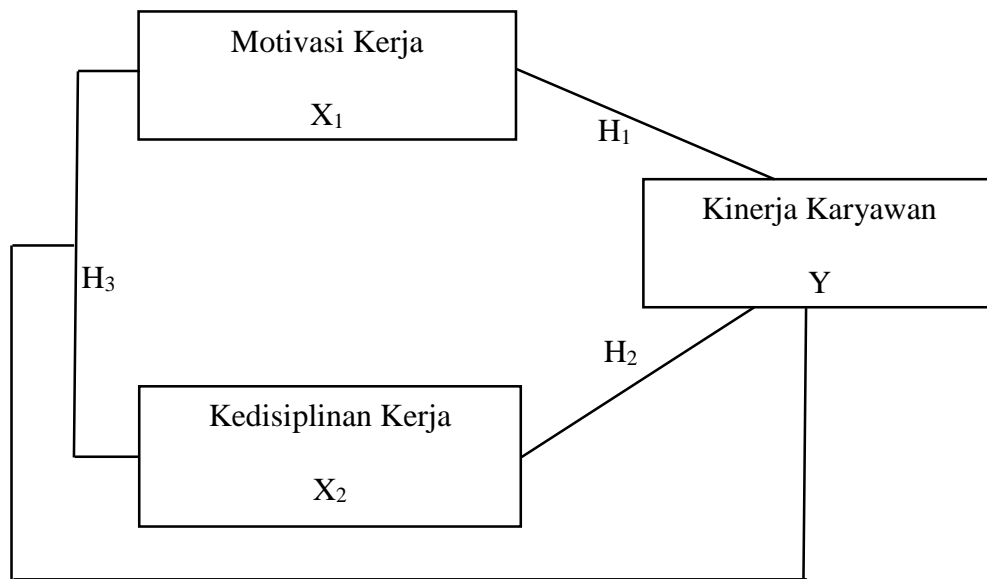 Motivasi Kerja
X₁
H₁
Kinerja Karyawan
Y
H₃
H₂
Kedisiplinan Kerja
X₂